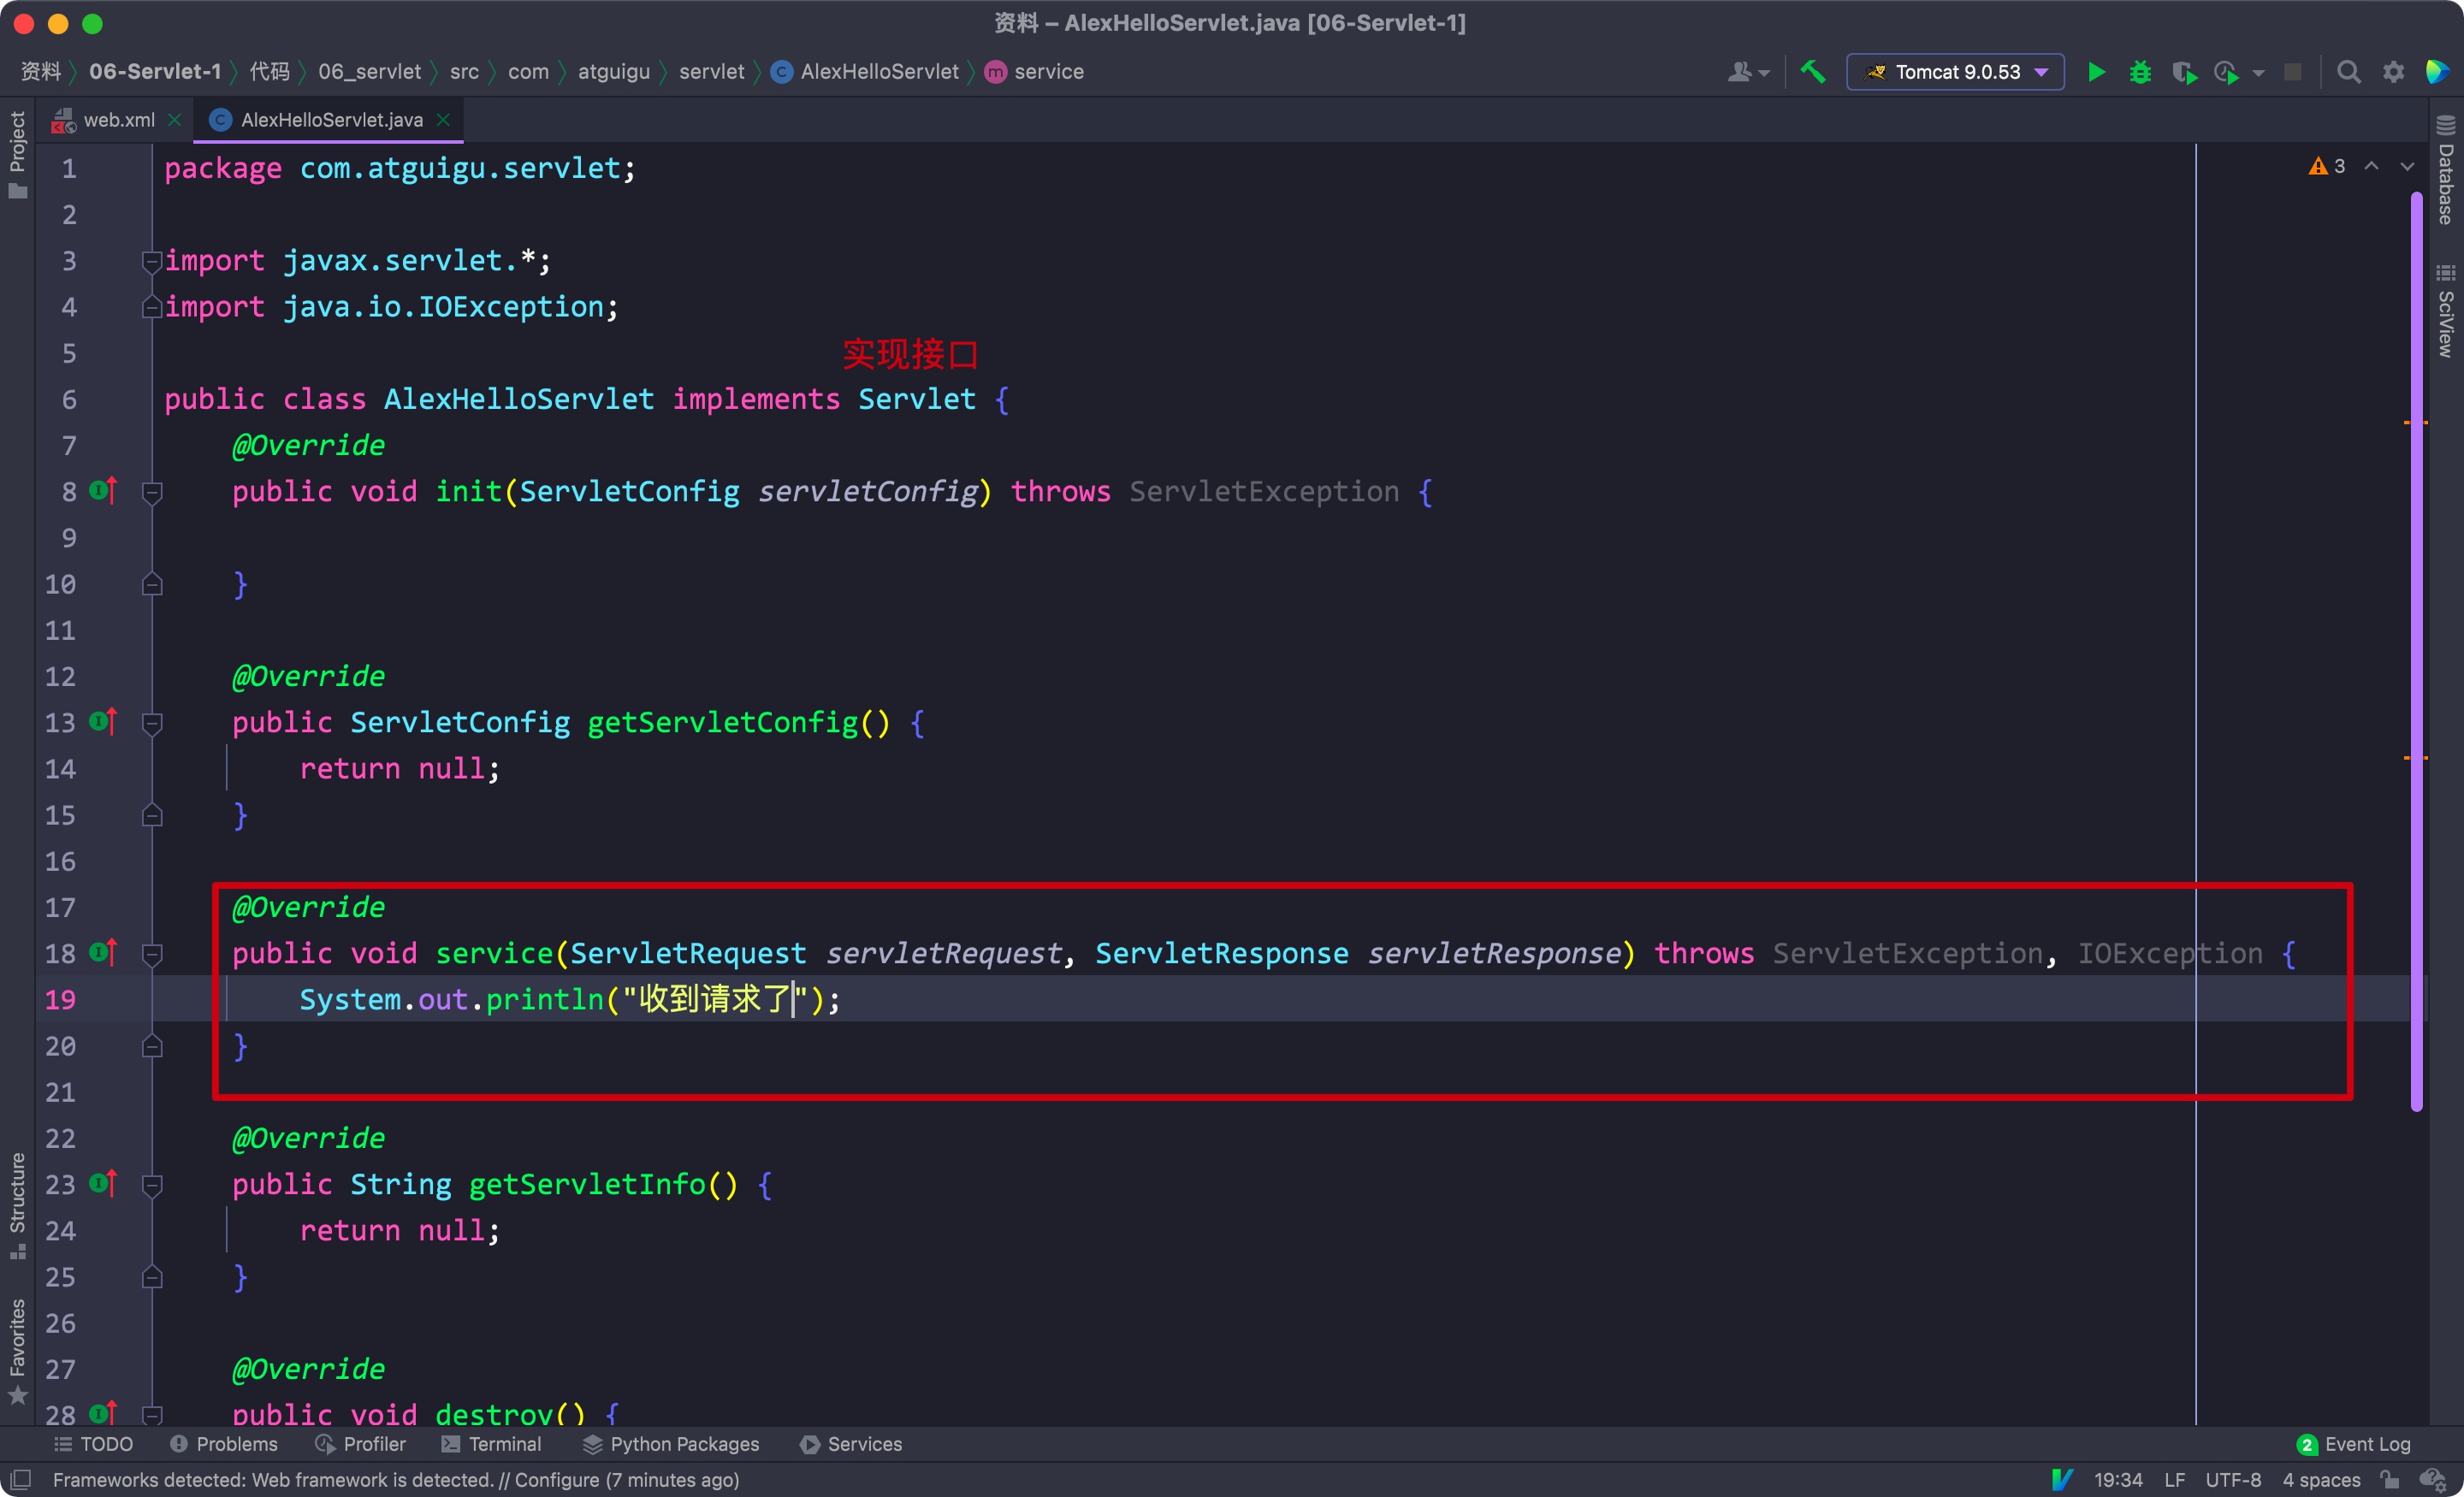 资料 – AlexHelloServlet.java [06-Servlet-1]
资料 06-Servlet-1 代码 06_servlet src com atguigu servlet AlexHelloServlet service Tomcat 9.0.53
web.xml AlexHelloServlet.java
Project
Structure
Favorites
1 package com.atguigu.servlet;
2
3 import javax.servlet.*;
4 import java.io.IOException;
5
实现接口
6 public class AlexHelloServlet implements Servlet {
7 @Override
8 public void init(ServletConfig servletConfig) throws ServletException {
9
10 }
11
12 @Override
13 public ServletConfig getServletConfig() {
14 return null;
15 }
16
17 @Override
18 public void service(ServletRequest servletRequest, ServletResponse servletResponse) throws ServletException, IOException {
19 System.out.println("收到请求了");
20 }
21
22 @Override
23 public String getServletInfo() {
24 return null;
25 }
26
27 @Override
28 public void destroy() {
3
Database
SciView
TODO Problems Profiler Terminal Python Packages Services 2 Event Log
Frameworks detected: Web framework is detected. // Configure (7 minutes ago) 19:34 LF UTF-8 4 spaces